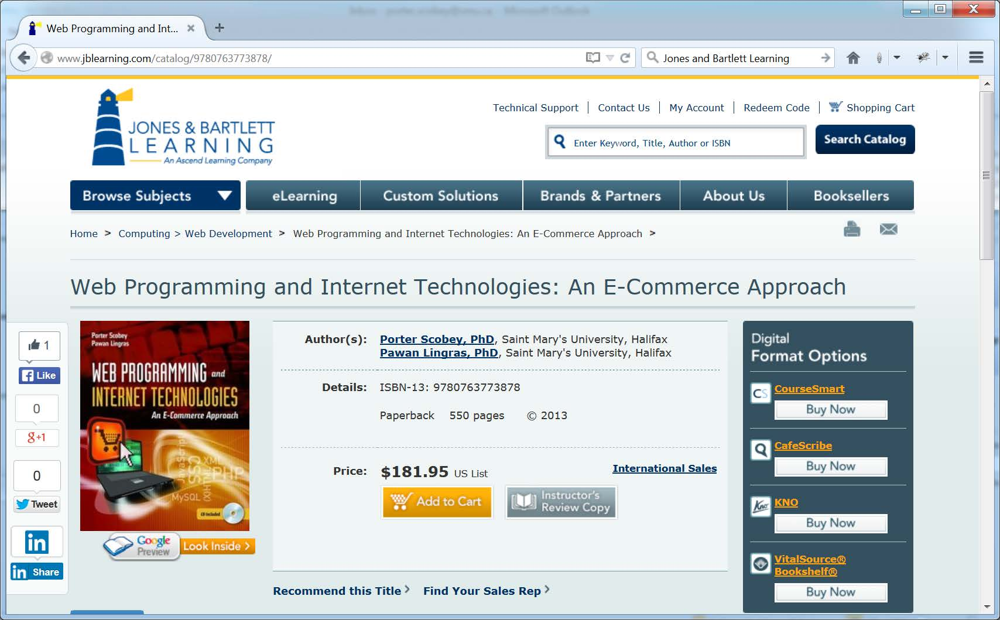 Web Programming and Int...
www.jblearning.com/catalog/9780763773878/
Jones and Bartlett Learning
JONES & BARTLETT
LEARNING
An Ascend Learning Company
Technical Support
Contact Us
My Account
Redeem Code
Shopping Cart
Enter Keyword, Title, Author or ISBN
Search Catalog
Browse Subjects
eLearning
Custom Solutions
Brands & Partners
About Us
Booksellers
Home > Computing > Web Development > Web Programming and Internet Technologies: An E-Commerce Approach >
Web Programming and Internet Technologies: An E-Commerce Approach
1
Like
0
g+1
0
Tweet
in
in Share
Porter Scobey
Pawan Lingras
WEB PROGRAMMING and
INTERNET TECHNOLOGIES
An E-Commerce Approach
JavaScript
CSS
XML
PHP
(X)HTML
MySQL
CD Included
Google
Preview
Look Inside >
Author(s): Porter Scobey, PhD, Saint Mary's University, Halifax
Pawan Lingras, PhD, Saint Mary's University, Halifax
Details: ISBN-13: 9780763773878
Paperback 550 pages © 2013
Price: $181.95 US List
International Sales
Add to Cart
Instructor's
Review Copy
Recommend this Title >
Find Your Sales Rep >
Digital
Format Options
CS CourseSmart
Buy Now
CafeScribe
Buy Now
Kno KNO
Buy Now
VitalSource®
Bookshelf®
Buy Now